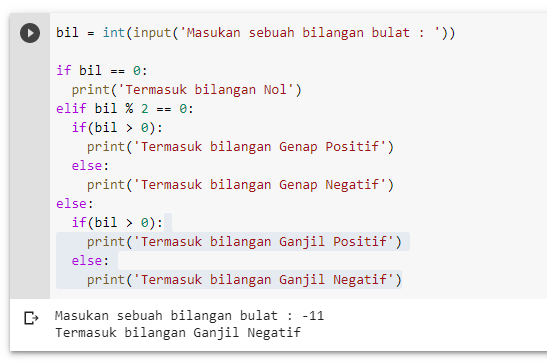 bil = int(input('Masukan sebuah bilangan bulat : '))
if bil == 0:
  print('Termasuk bilangan Nol')
elif bil % 2 == 0:
  if(bil > 0):
    print('Termasuk bilangan Genap Positif')
  else:
    print('Termasuk bilangan Genap Negatif')
else:
  if(bil > 0):
    print('Termasuk bilangan Ganjil Positif')
  else:
    print('Termasuk bilangan Ganjil Negatif')
Masukan sebuah bilangan bulat : -11
Termasuk bilangan Ganjil Negatif